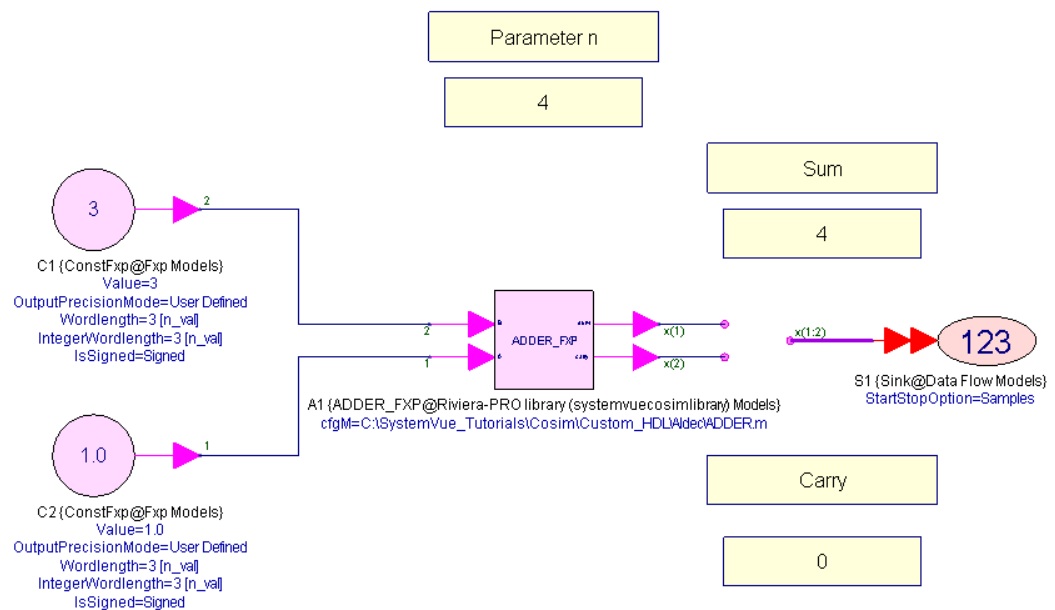 Parameter n
4
Sum
4
3
2
C1 {ConstFxp@Fxp Models}
Value=3
OutputPrecisionMode=User Defined
Wordlength=3 [n_val]
IntegerWordlength=3 [n_val]
IsSigned=Signed
2
1
ADDER_FXP
x(1)
x(2)
x(1:2)
123
S1 {Sink@Data Flow Models}
StartStopOption=Samples
A1 {ADDER_FXP@Riviera-PRO library (systemvuecosimlibrary) Models}
cfgM=C:\SystemVue_Tutorials\Cosim\Custom_HDL\Aldec\ADDER.m
1.0
1
C2 {ConstFxp@Fxp Models}
Value=1.0
OutputPrecisionMode=User Defined
Wordlength=3 [n_val]
IntegerWordlength=3 [n_val]
IsSigned=Signed
Carry
0